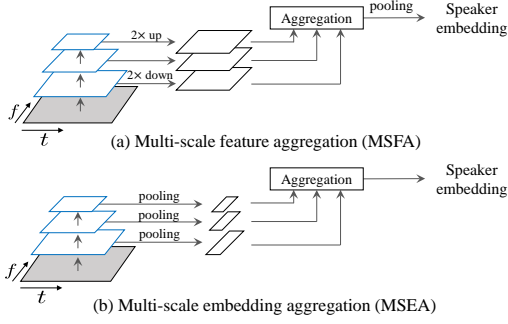 2× up
2× down
Aggregation
pooling
Speaker
embedding
f
t
(a) Multi-scale feature aggregation (MSFA)
pooling
pooling
pooling
Aggregation
Speaker
embedding
f
t
(b) Multi-scale embedding aggregation (MSEA)